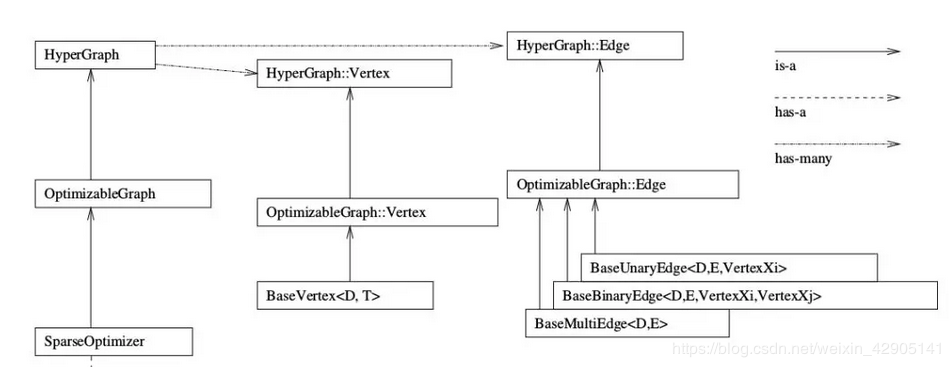 HyperGraph
HyperGraph::Vertex
HyperGraph::Edge
is-a
has-a
has-many
OptimizableGraph
OptimizableGraph::Vertex
OptimizableGraph::Edge
BaseVertex<D, T>
BaseUnaryEdge<D,E,VertexXi>
BaseBinaryEdge<D,E,VertexXi,VertexXj>
BaseMultiEdge<D,E>
SparseOptimizer
https://blog.csdn.net/weixin_42905141